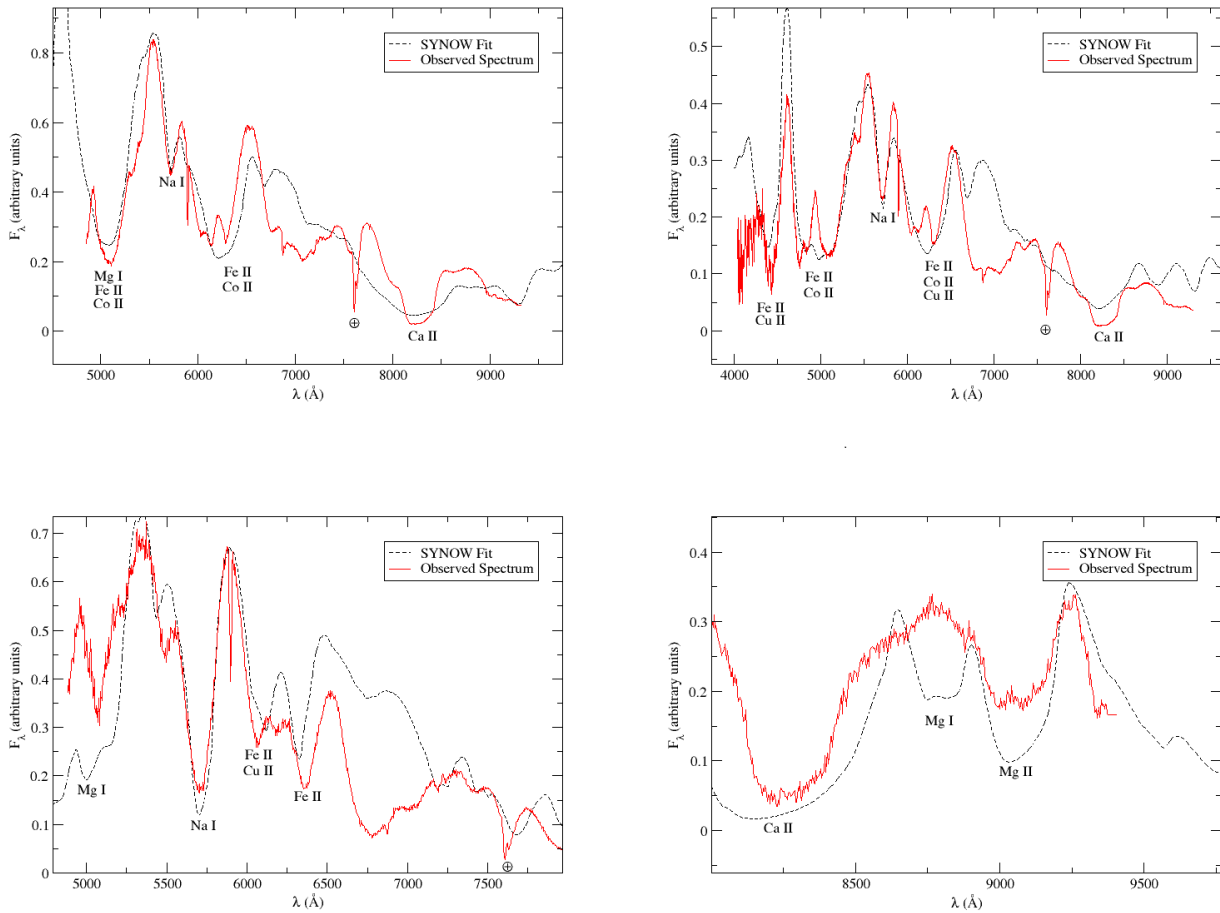 0.8
0.6
0.4
0.2
0
F_λ (arbitrary units)
SYNOW Fit
Observed Spectrum
Na I
Mg I
Fe II
Co II
Fe II
Co II
Ca II
⊕
5000
6000
7000
8000
9000
λ (Å)
0.5
0.4
0.3
0.2
0.1
0
F_λ (arbitrary units)
SYNOW Fit
Observed Spectrum
Na I
Fe II
Cu II
Fe II
Co II
Fe II
Co II
Cu II
Ca II
⊕
4000
5000
6000
7000
8000
9000
λ (Å)
0.7
0.6
0.5
0.4
0.3
0.2
0.1
0
F_λ (arbitrary units)
SYNOW Fit
Observed Spectrum
Mg I
Na I
Fe II
Cu II
Fe II
⊕
5000
5500
6000
6500
7000
7500
λ (Å)
0.4
0.3
0.2
0.1
0
F_λ (arbitrary units)
SYNOW Fit
Observed Spectrum
Mg I
Mg II
Ca II
8500
9000
9500
λ (Å)